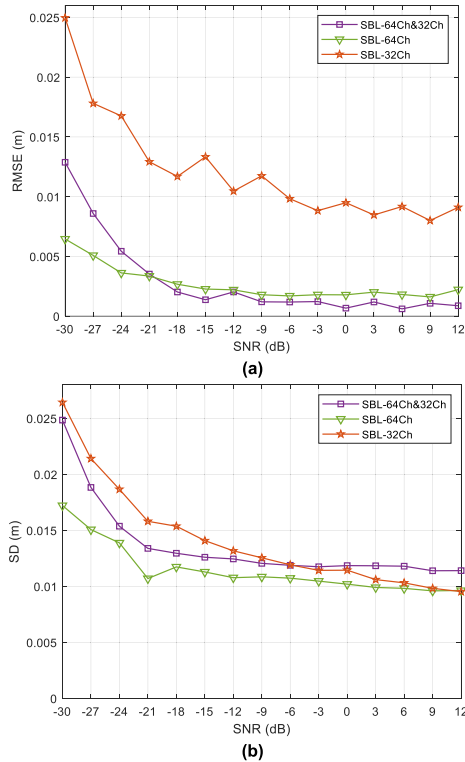 0.025
0.02
0.015
0.01
0.005
0
RMSE (m)
SBL-64Ch&32Ch
SBL-64Ch
SBL-32Ch
-30 -27 -24 -21 -18 -15 -12 -9 -6 -3 0 3 6 9 12
SNR (dB)
(a)
0.025
0.02
0.015
0.01
0.005
0
SD (m)
SBL-64Ch&32Ch
SBL-64Ch
SBL-32Ch
-30 -27 -24 -21 -18 -15 -12 -9 -6 -3 0 3 6 9 12
SNR (dB)
(b)